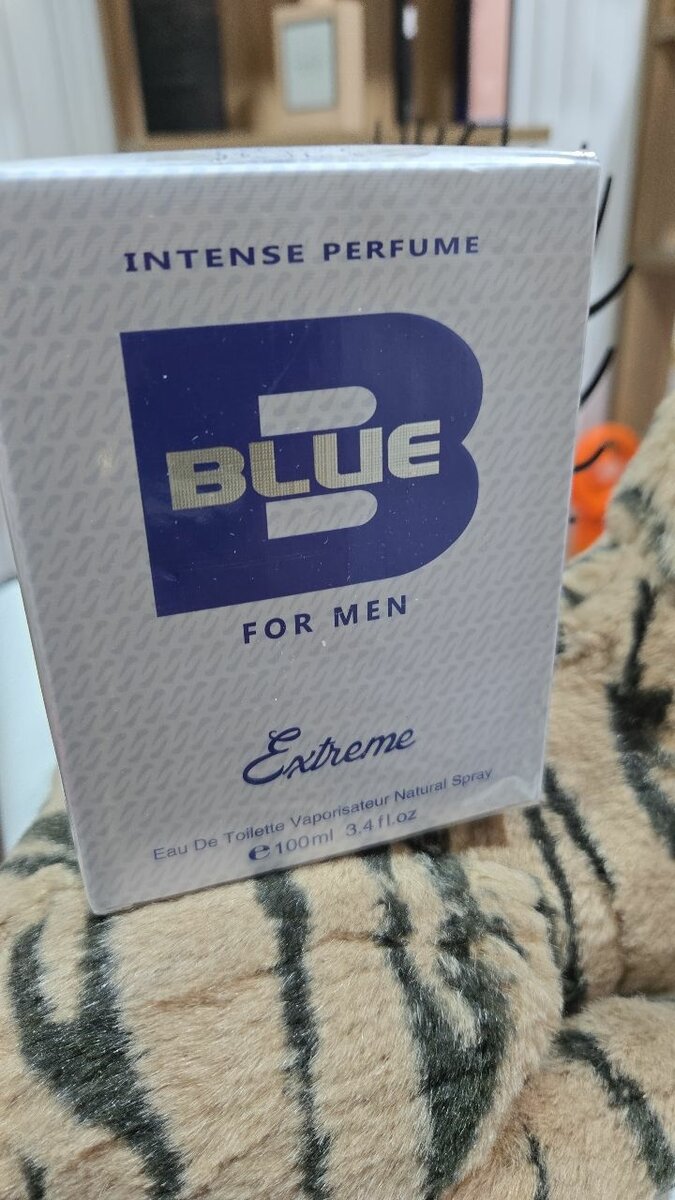 INTENSE PERFUME
B
BLUE
FOR MEN
Extreme
Eau De Toilette Vaporisateur Natural Spray
℮100ml 3.4 fl.oz